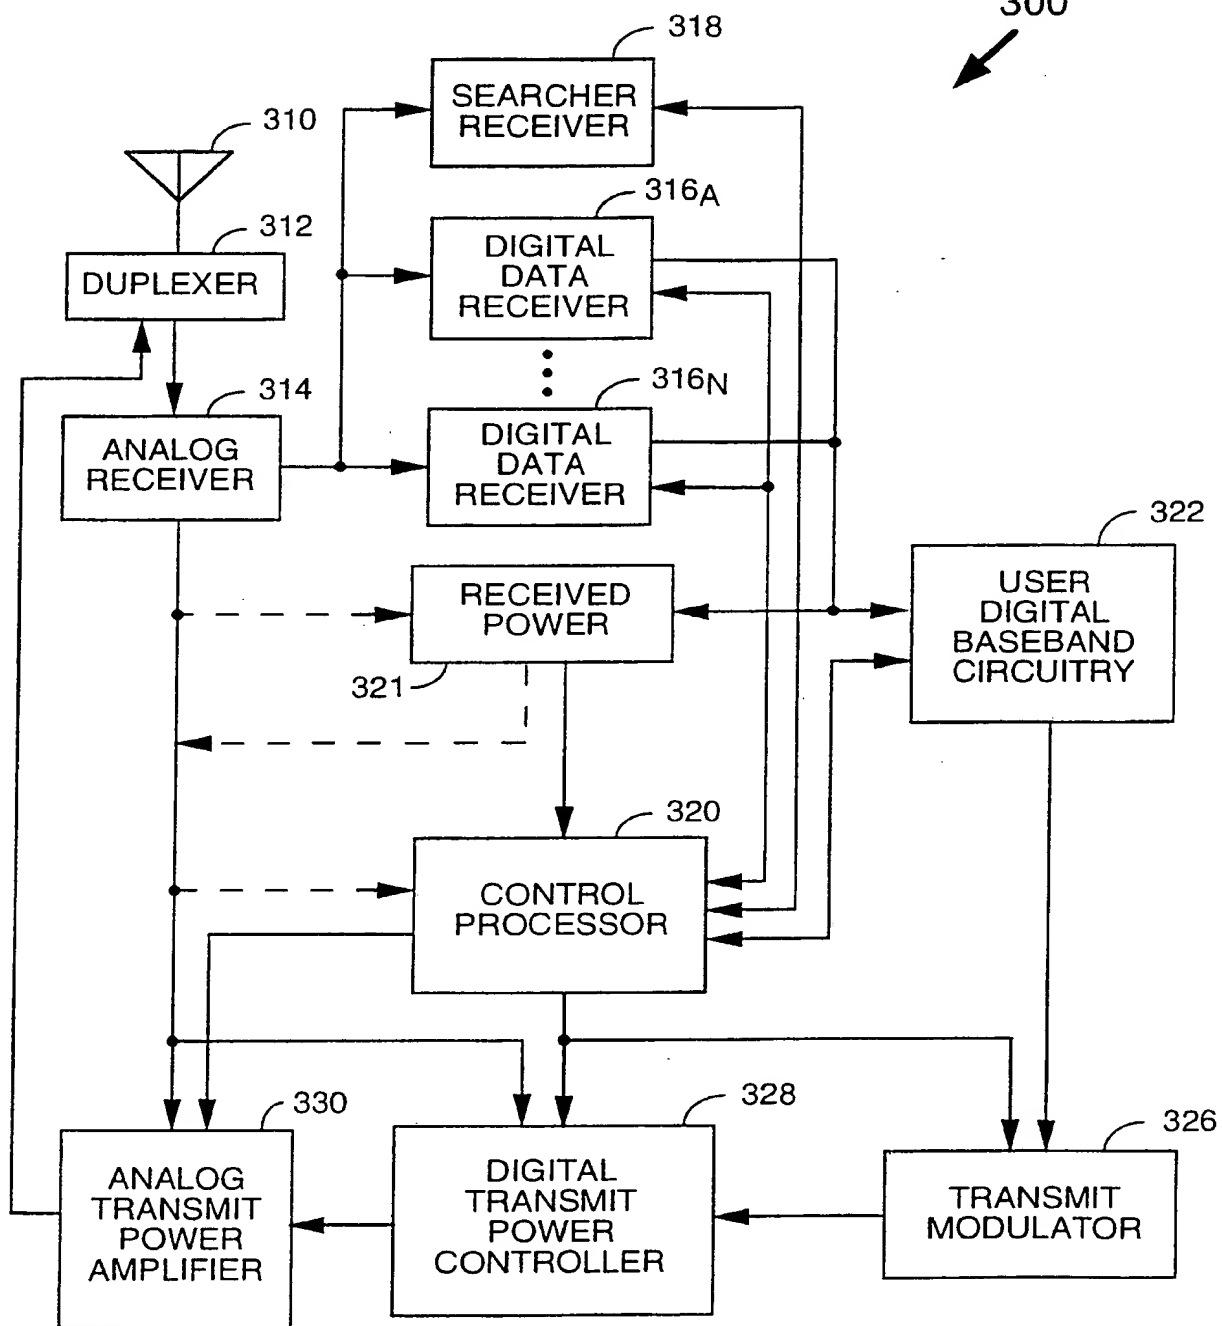 300
318
SEARCHER
RECEIVER
310
316A
312
DIGITAL
DATA
RECEIVER
DUPLEXER
316N
314
DIGITAL
DATA
RECEIVER
ANALOG
RECEIVER
322
USER
DIGITAL
BASEBAND
CIRCUITRY
RECEIVED
POWER
321
320
CONTROL
PROCESSOR
330
328
326
ANALOG
TRANSMIT
POWER
AMPLIFIER
DIGITAL
TRANSMIT
POWER
CONTROLLER
TRANSMIT
MODULATOR